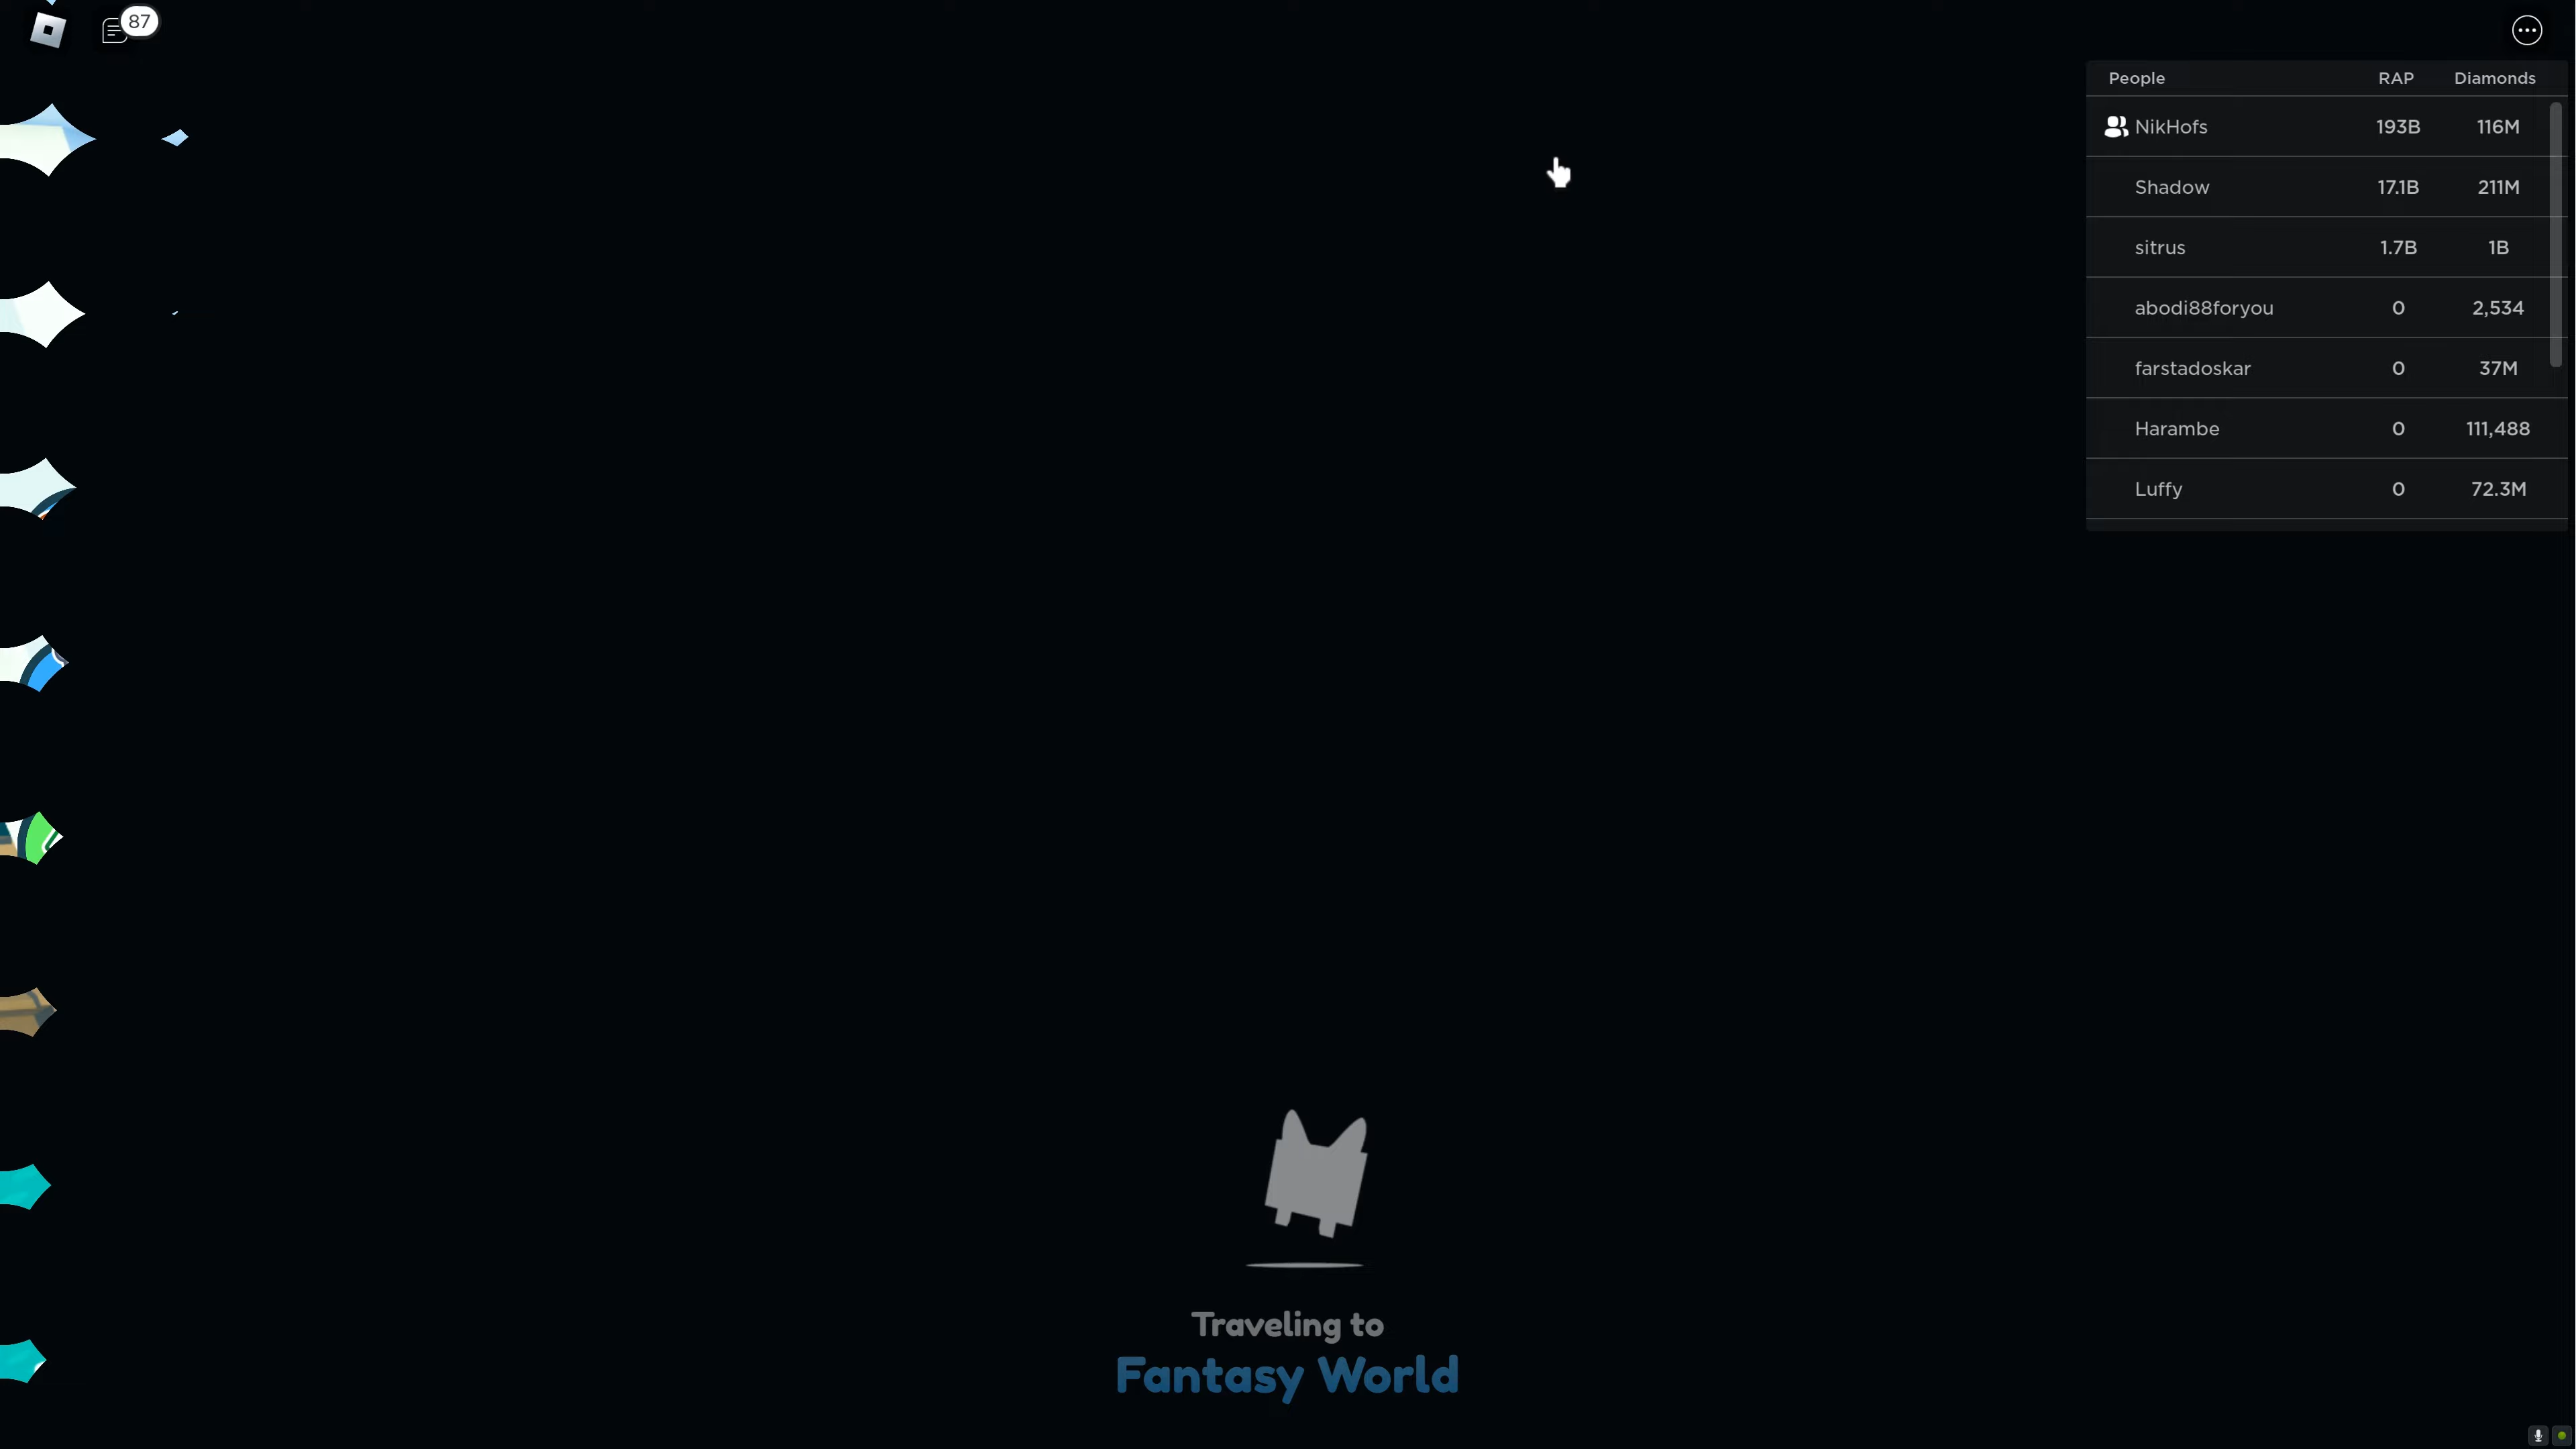 87
People RAP Diamonds
NikHofs 193B 116M
Shadow 17.1B 211M
sitrus 1.7B 1B
abodi88foryou 0 2,534
farstadoskar 0 37M
Harambe 0 111,488
Luffy 0 72.3M
Traveling to
Fantasy World